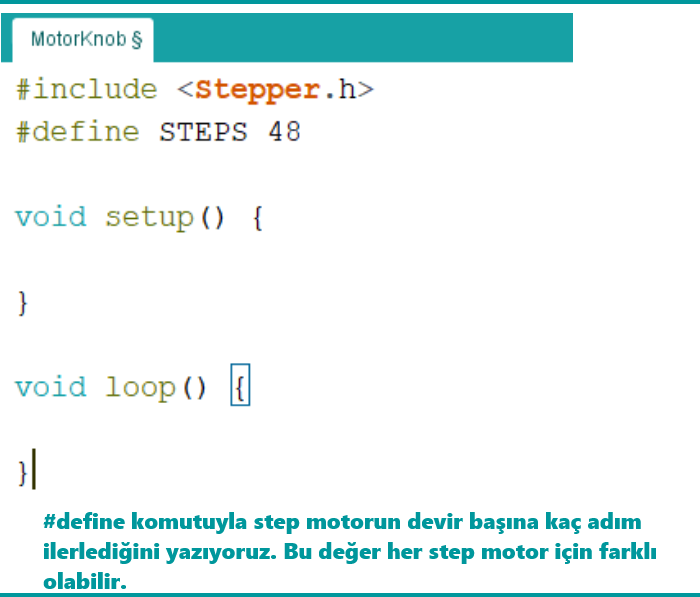 MotorKnob §
#include <Stepper.h>
#define STEPS 48
void setup() {
}
void loop() {
}
#define komutuyla step motorun devir başına kaç adım
ilerlediğini yazıyoruz. Bu değer her step motor için farklı
olabilir.